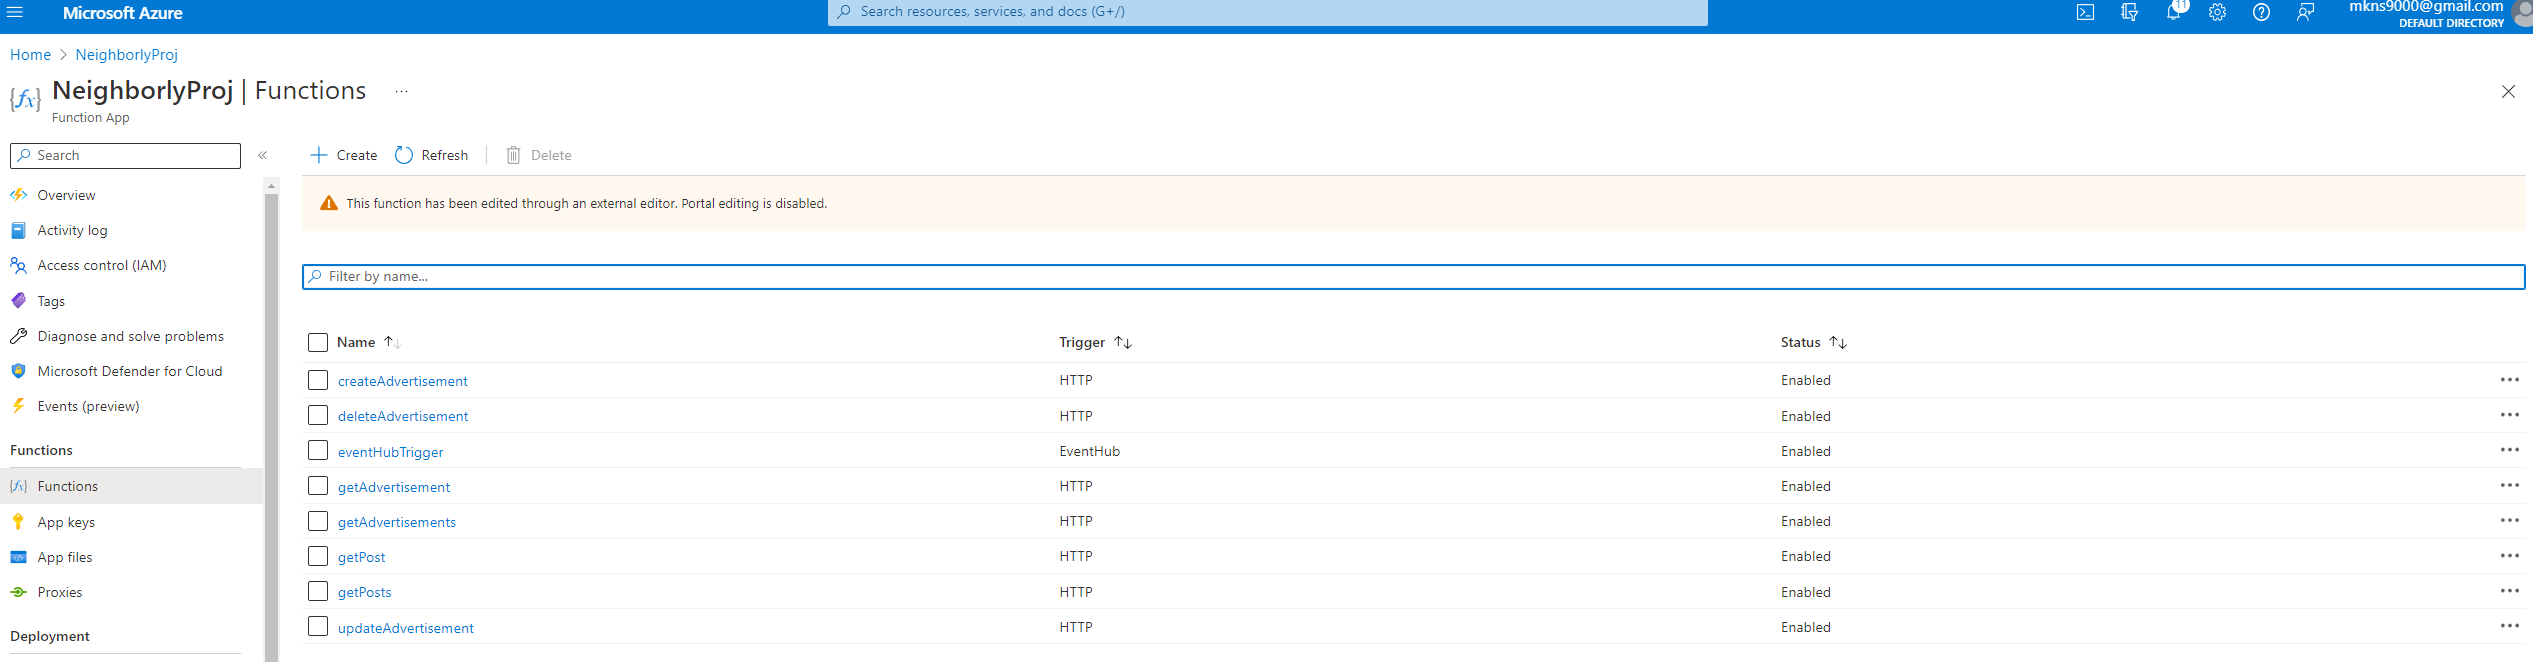 Microsoft Azure
Search resources, services, and docs (G+/)
11
mkns9000@gmail.com
DEFAULT DIRECTORY
Home > NeighborlyProj
NeighborlyProj | Functions ...
Function App
Search
«
Create Refresh Delete
This function has been edited through an external editor. Portal editing is disabled.
Filter by name...
Overview
Activity log
Access control (IAM)
Tags
Diagnose and solve problems
Microsoft Defender for Cloud
Events (preview)
Functions
Functions
App keys
App files
Proxies
Deployment
Name Trigger Status
createAdvertisement HTTP Enabled
deleteAdvertisement HTTP Enabled
eventHubTrigger EventHub Enabled
getAdvertisement HTTP Enabled
getAdvertisements HTTP Enabled
getPost HTTP Enabled
getPosts HTTP Enabled
updateAdvertisement HTTP Enabled